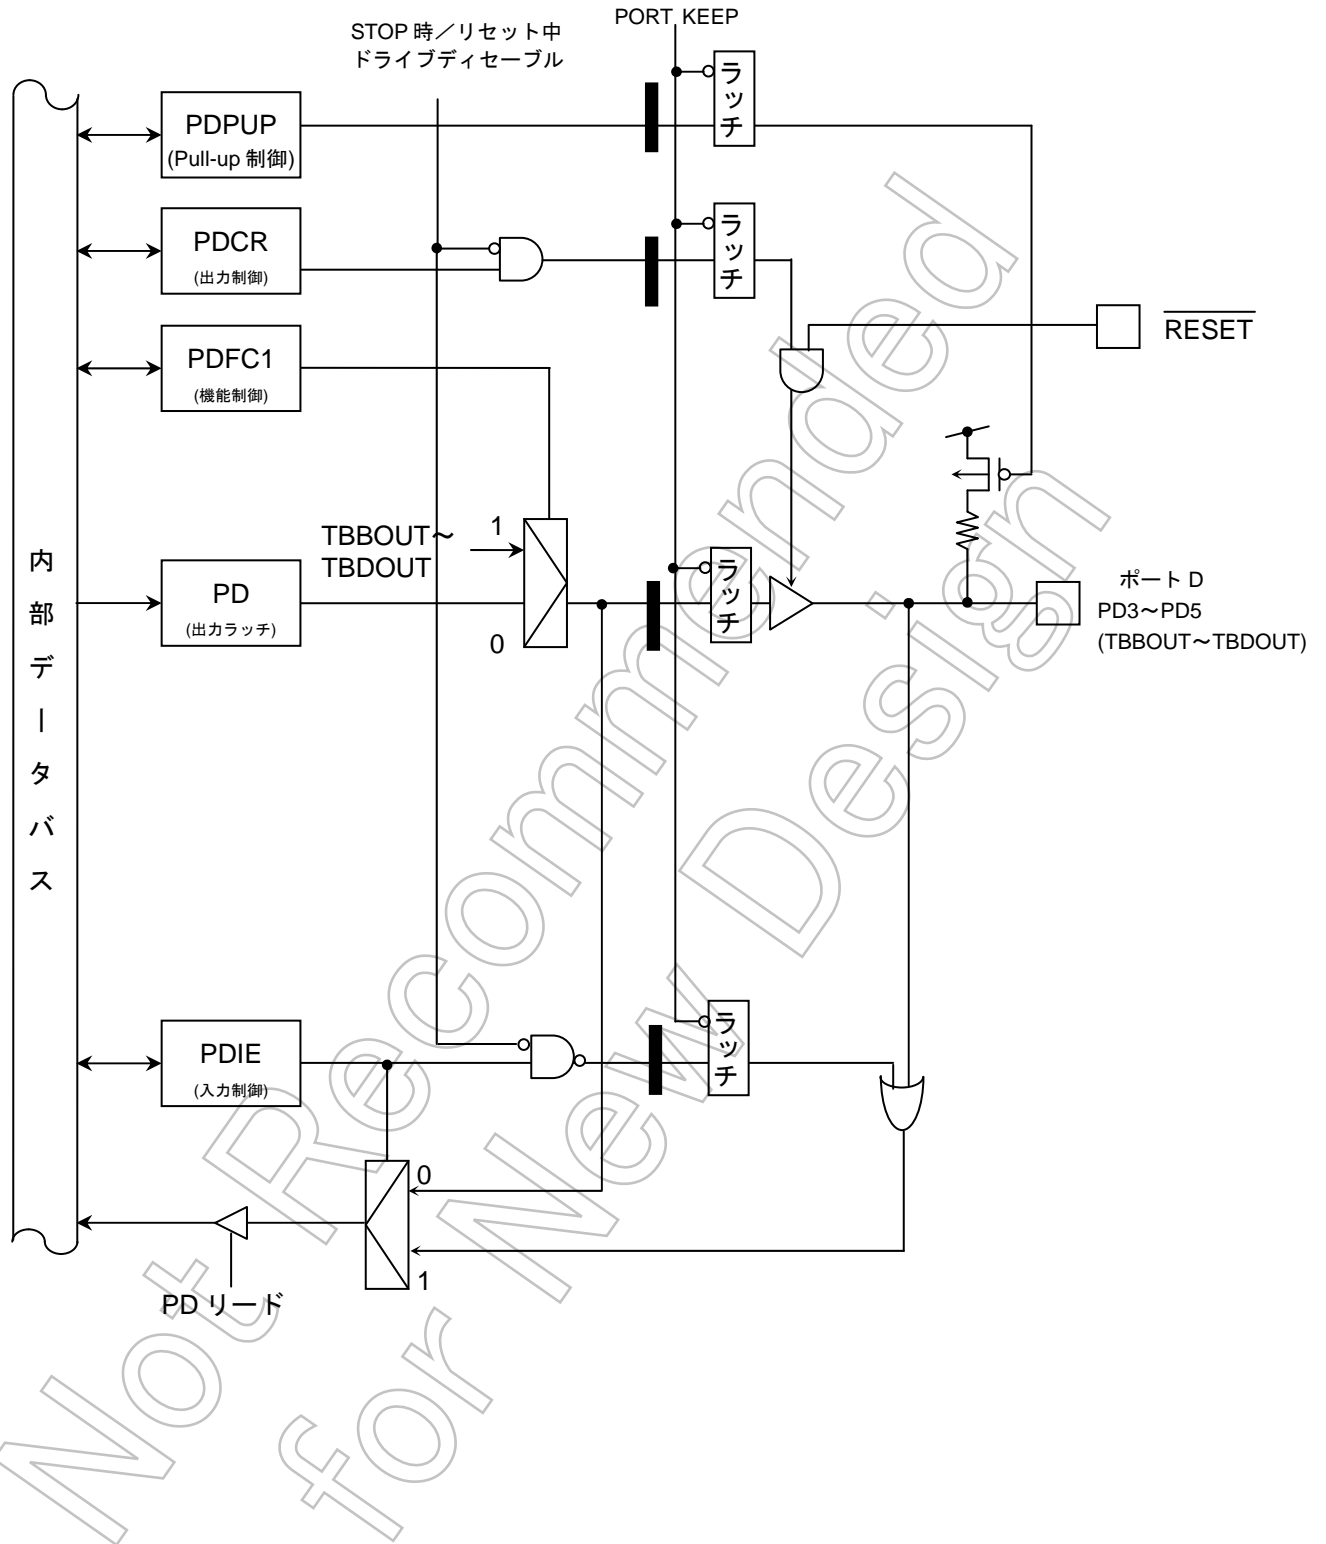 PORT KEEP
STOP 時／リセット中
ドライブディセーブル
ラッチ
PDPUP
(Pull-up 制御)
ラッチ
PDCR
(出力制御)
RESET
PDFC1
(機能制御)
TBBOUT～
TBDOUT
1
0
ラッチ
PD
(出力ラッチ)
ポート D
PD3～PD5
(TBBOUT～TBDOUT)
内部データバス
ラッチ
PDIE
(入力制御)
0
1
PD リード
Not Recommended
for New Design